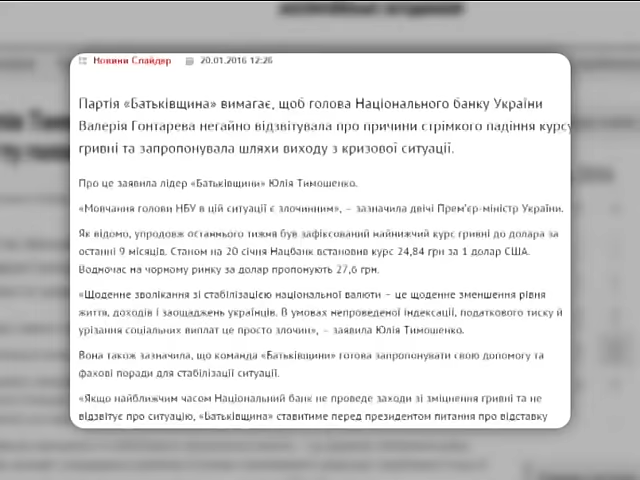 Новини Слайдер 20.01.2016 12:26
Партія «Батьківщина» вимагає, щоб голова Національного банку України
Валерія Гонтарева негайно відзвітувала про причини стрімкого падіння курсу
гривні та запропонувала шляхи виходу з кризової ситуації.
Про це заявила лідер «Батьківщини» Юлія Тимошенко.
«Мовчання голови НБУ в цій ситуації є злочинним», – зазначила двічі Прем'єр-міністр України.
Як відомо, упродовж останнього тижня був зафіксований найнижчий курс гривні до долара за
останні 9 місяців. Станом на 20 січня Нацбанк встановив курс 24,84 грн за 1 долар США.
Водночас на чорному ринку за долар пропонують 27,6 грн.
«Щоденне зволікання зі стабілізацією національної валюти – це щоденне зменшення рівня
життя, доходів і заощаджень українців. В умовах непроведеної індексації, податкового тиску й
урізання соціальних виплат це просто злочин», – заявила Юлія Тимошенко.
Вона також зазначила, що команда «Батьківщини» готова запропонувати свою допомогу та
фахові поради для стабілізації ситуації.
«Якщо найближчим часом Національний банк не проведе заходи зі зміцнення гривні та не
відзвітує про ситуацію, «Батьківщина» ставитиме перед президентом питання про відставку